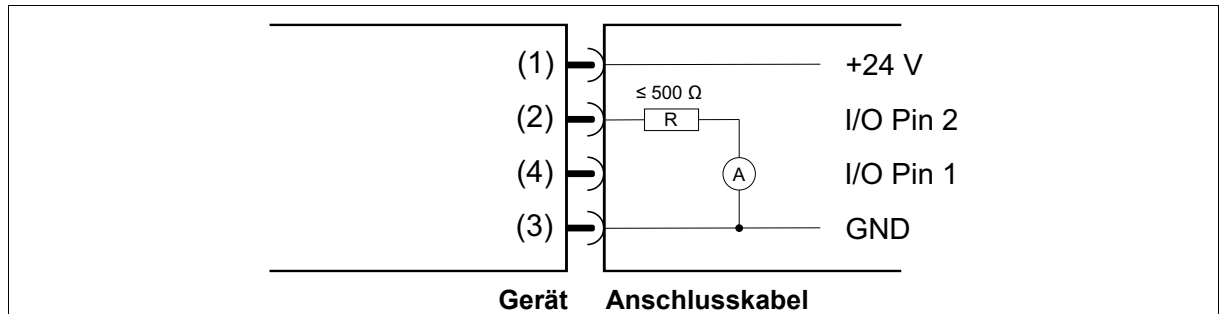 (1) +24 V
≤ 500 Ω
(2) R I/O Pin 2
(4) A I/O Pin 1
(3) GND
Gerät Anschlusskabel